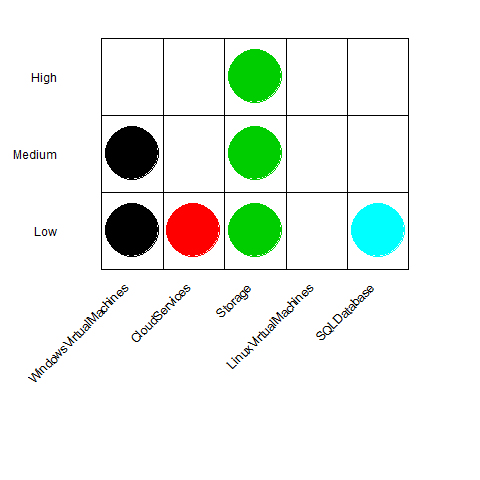 High
Medium
Low
WindowsVirtualMachines
CloudServices
Storage
LinuxVirtualMachines
SQLDatabase